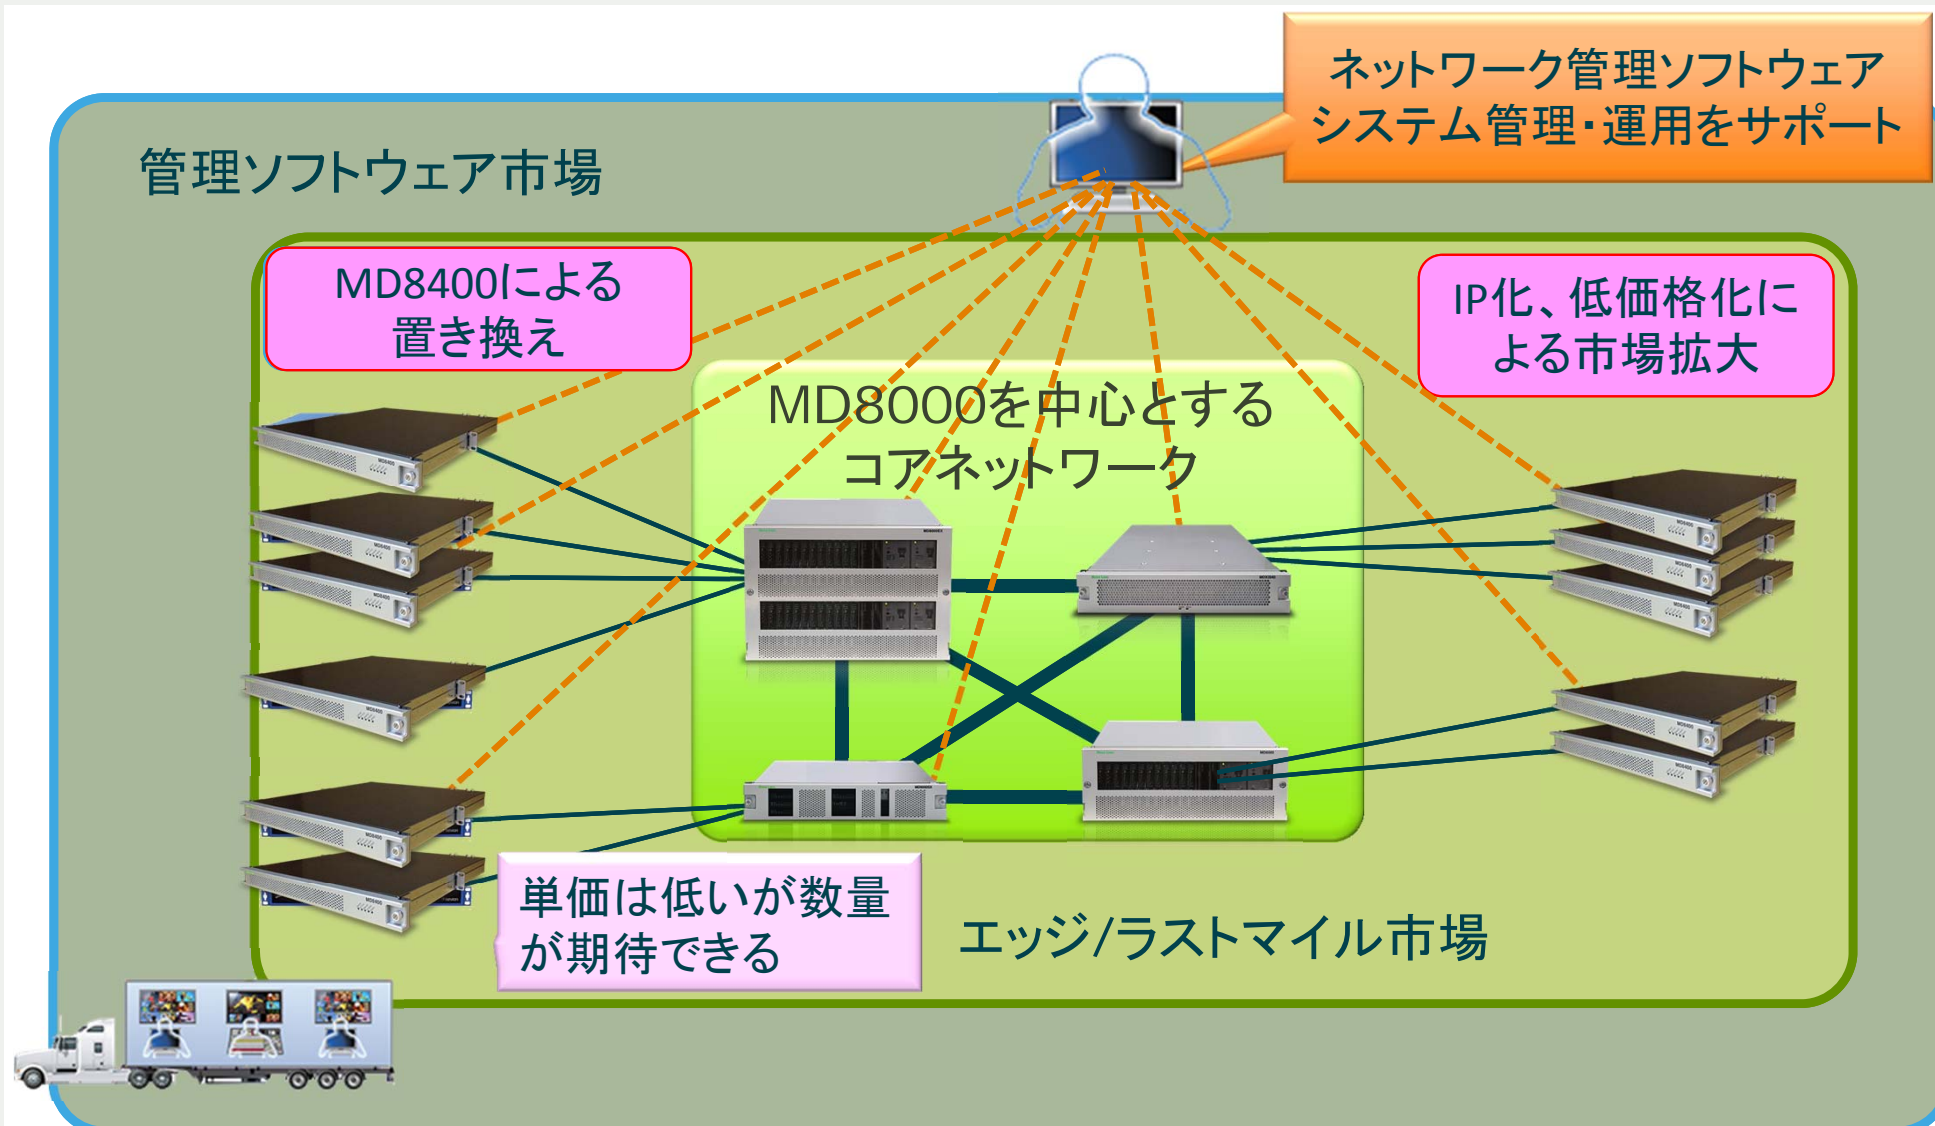 ネットワーク管理ソフトウェア
システム管理・運用をサポート
管理ソフトウェア市場
MD8400による
置き換え
IP化、低価格化に
よる市場拡大
MD8000を中心とする
コアネットワーク
単価は低いが数量
が期待できる
エッジ/ラストマイル市場